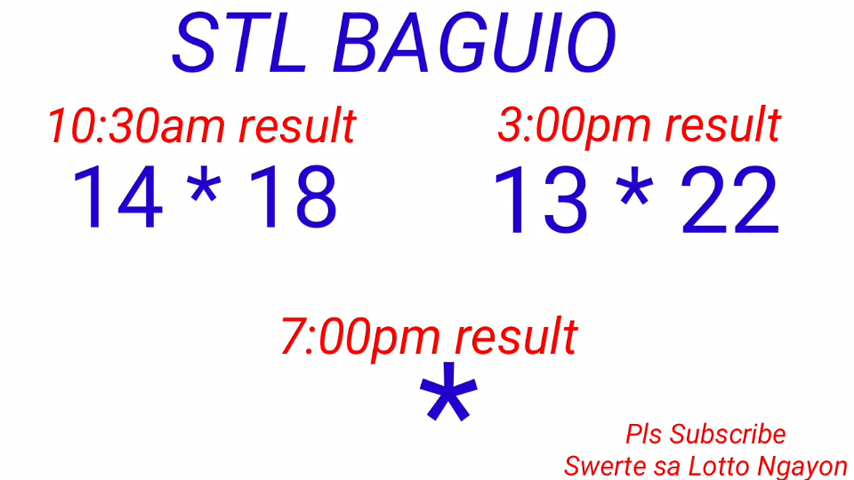 STL BAGUIO
10:30am result
14 * 18
3:00pm result
13 * 22
7:00pm result
*
Pls Subscribe
Swerte sa Lotto Ngayon